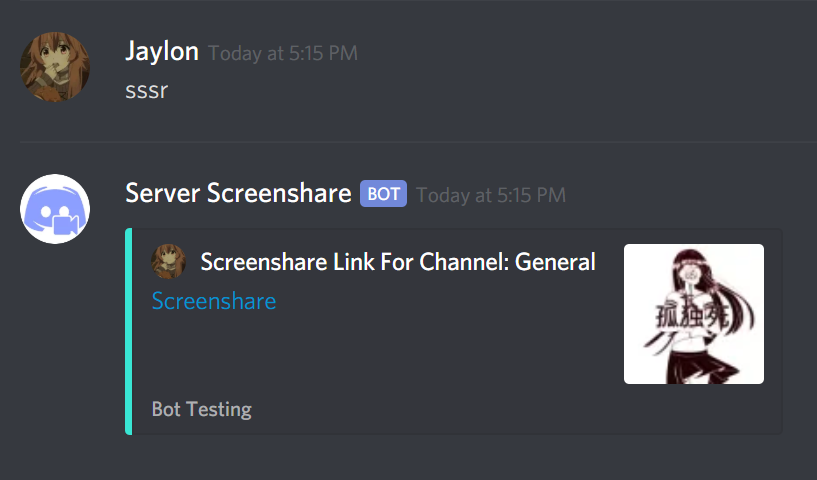 Jaylon Today at 5:15 PM
sssr
Server Screenshare BOT Today at 5:15 PM
Screenshare Link For Channel: General
Screenshare
孤独死
Bot Testing